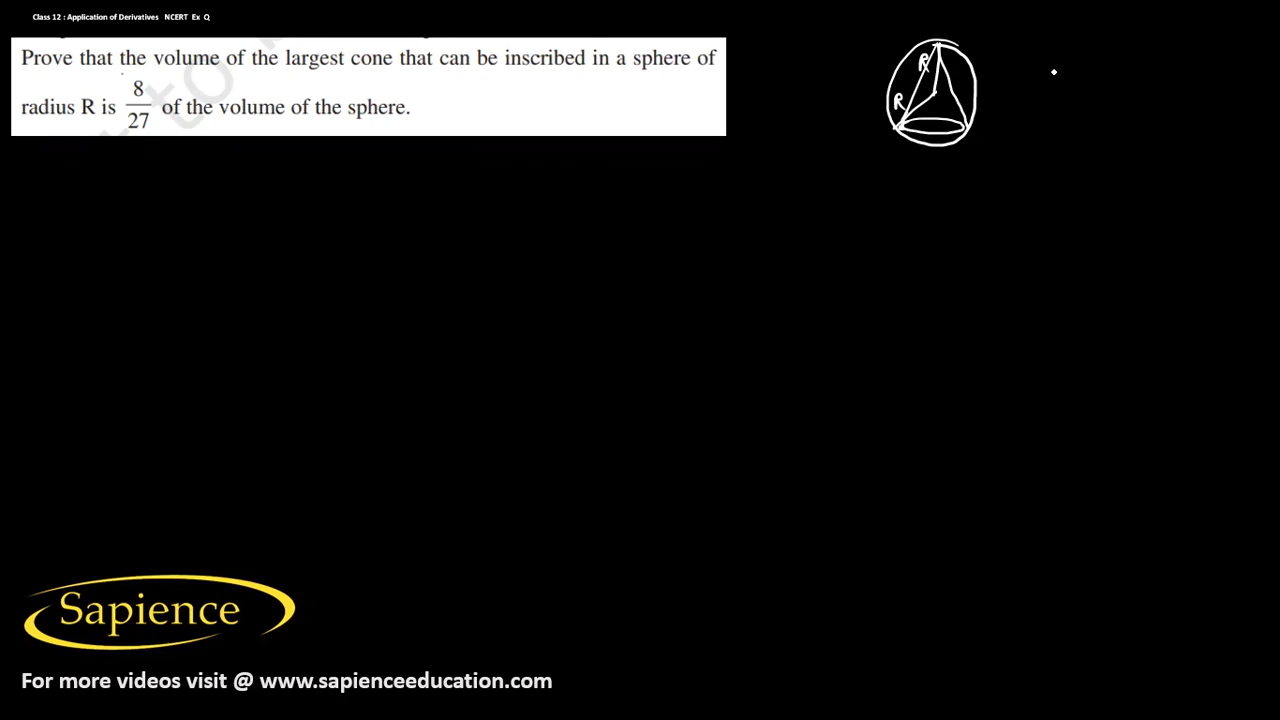 Class 12 : Application of Derivatives NCERT Ex Q
Prove that the volume of the largest cone that can be inscribed in a sphere of
radius R is 8/27 of the volume of the sphere.
to
R
R
Sapience
For more videos visit @ www.sapienceeducation.com